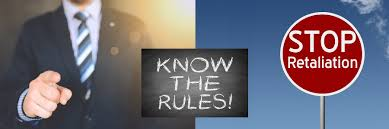 KNOW
THE
RULES!
STOP
Retaliation